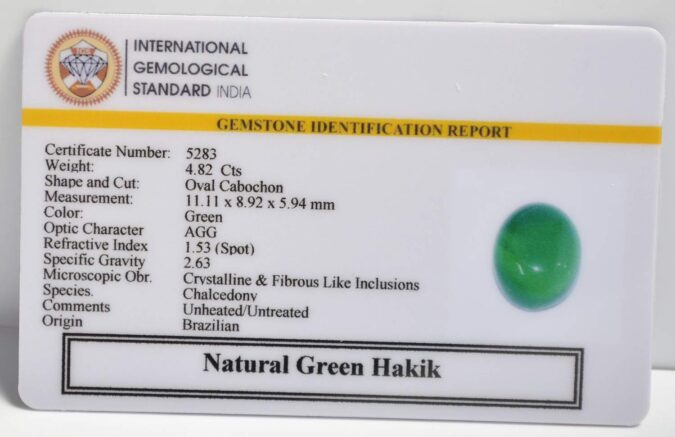 INTERNATIONAL
GEMOLOGICAL
STANDARD INDIA
GEMSTONE IDENTIFICATION REPORT
Certificate Number: 5283
Weight: 4.82 Cts
Shape and Cut: Oval Cabochon
Measurement: 11.11 x 8.92 x 5.94 mm
Color: Green
Optic Character AGG
Refractive Index 1.53 (Spot)
Specific Gravity 2.63
Microscopic Obr. Crystalline & Fibrous Like Inclusions
Species. Chalcedony
Comments Unheated/Untreated
Origin Brazilian
Natural Green Hakik